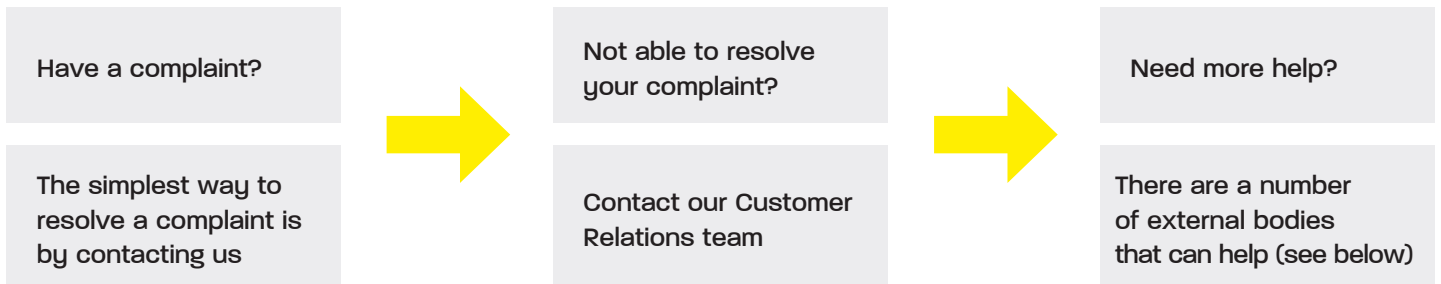 Have a complaint?
The simplest way to
resolve a complaint is
by contacting us
Not able to resolve
your complaint?
Contact our Customer
Relations team
Need more help?
There are a number
of external bodies
that can help (see below)